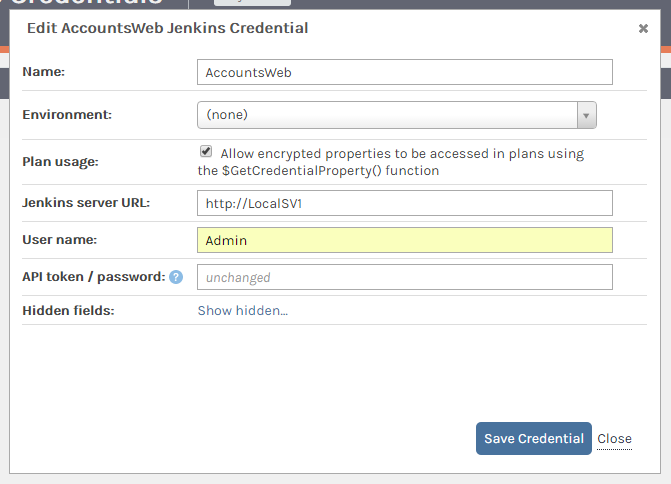 Edit AccountsWeb Jenkins Credential
Name:
AccountsWeb
Environment:
(none)
Plan usage:
Allow encrypted properties to be accessed in plans using
the $GetCredentialProperty() function
Jenkins server URL:
http://LocalSV1
User name:
Admin
API token / password: ?
unchanged
Hidden fields:
Show hidden...
Save Credential
Close